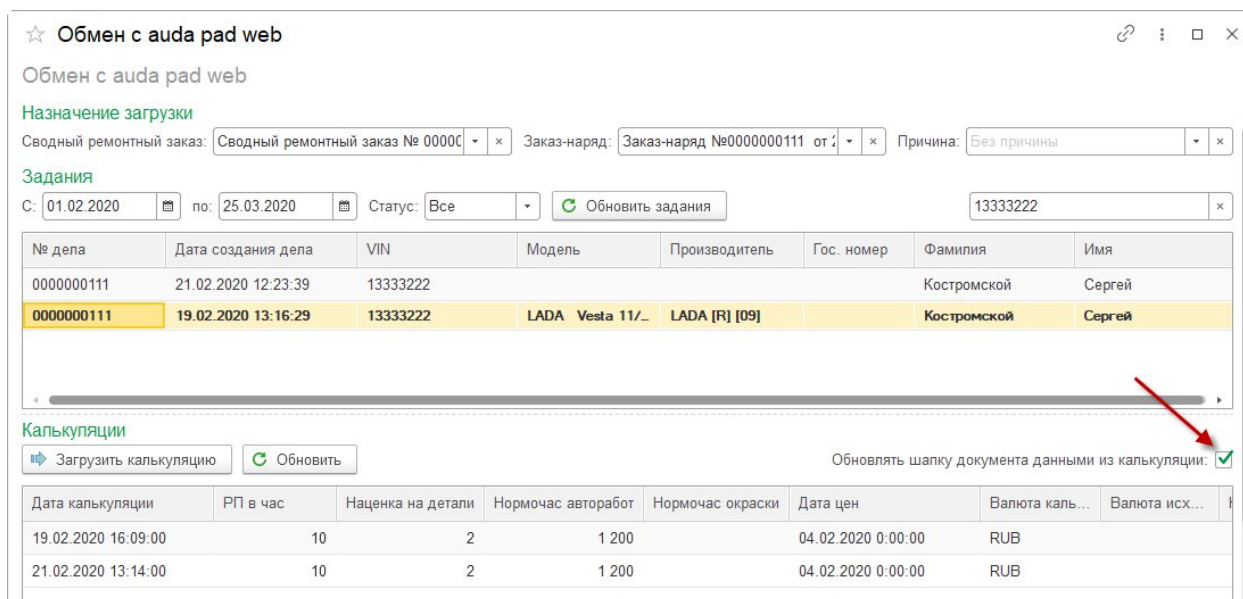 Обмен с auda pad web
Обмен с auda pad web
Назначение загрузки
Сводный ремонтный заказ: Сводный ремонтный заказ № 0000 Заказ-наряд: Заказ-наряд №0000000111 от Причина: Без причины
Задания
С: 01.02.2020 по: 25.03.2020 Статус: Все Обновить задания 13333222
№ дела Дата создания дела VIN Модель Производитель Гос. номер Фамилия Имя
0000000111 21.02.2020 12:23:39 13333222 Костромской Сергей
0000000111 19.02.2020 13:16:29 13333222 LADA Vesta 11/... LADA [R] [09] Костромской Сергей
Калькуляции
Загрузить калькуляцию Обновить Обновлять шапку документа данными из калькуляции:
Дата калькуляции РП в час Наценка на детали Нормочас авторабот Нормочас окраски Дата цен Валюта каль... Валюта исх...
19.02.2020 16:09:00 10 2 1 200 04.02.2020 0:00:00 RUB
21.02.2020 13:14:00 10 2 1 200 04.02.2020 0:00:00 RUB